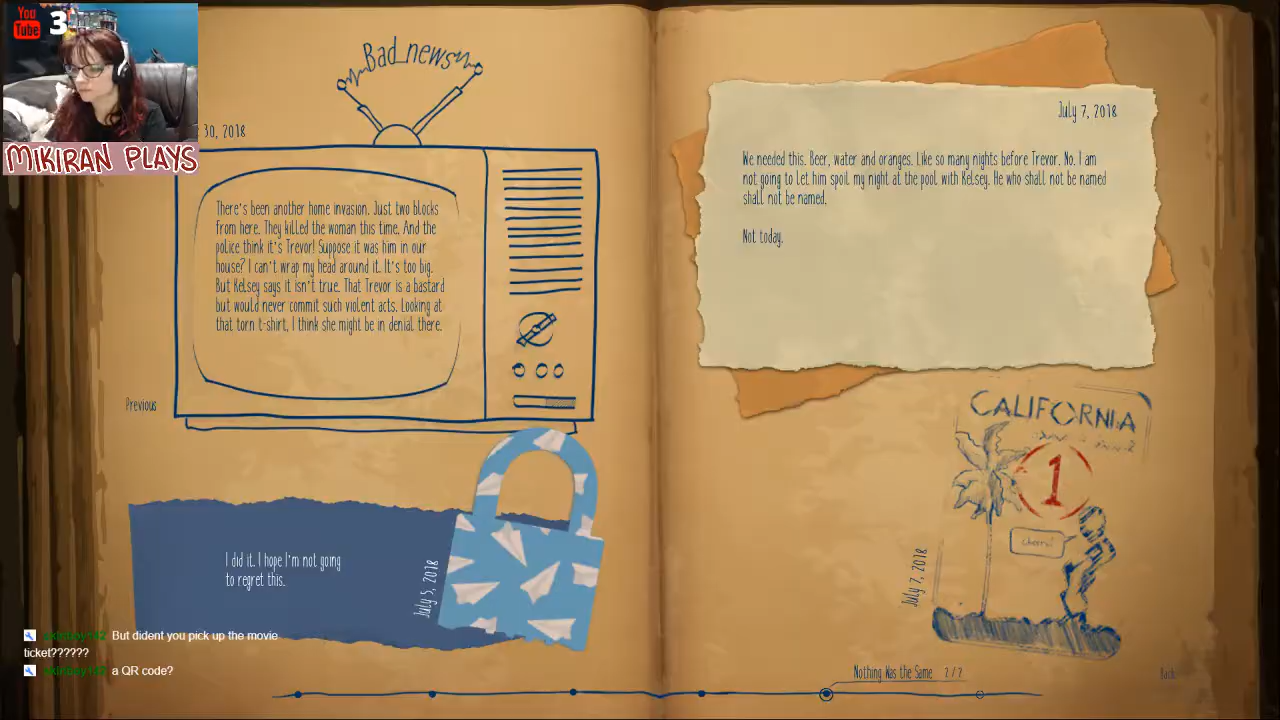 You
Tube
3
MIKIRAN PLAYS
Bad news
30, 2018
There's been another home invasion. Just two blocks
from here. They killed the woman this time. And the
police think it's Trevor! Suppose it was him in our
house? I can't wrap my head around it. It's too big.
But Kelsey says it isn't true. That Trevor is a bastard
but would never commit such violent acts. Looking at
that torn t-shirt, I think she might be in denial there.
Previous
I did it. I hope I'm not going
to regret this.
July 5, 2018
But dident you pick up the movie
ticket??????
a QR code?
July 7, 2018
We needed this. Beer, water and oranges. Like so many nights before Trevor. No. I am
not going to let him spoil my night at the pool with Kelsey. He who shall not be named
shall not be named.
Not today.
CALIFORNIA
1
cheers!
July 7, 2018
Nothing Was the Same 2/2
Back